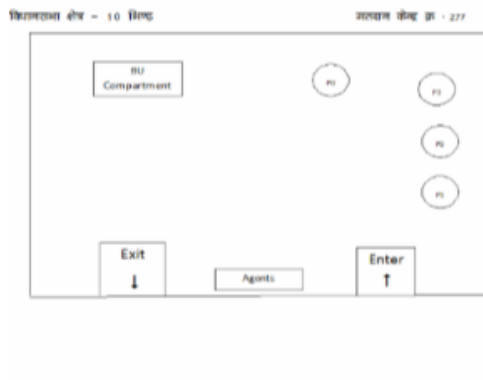 विधानसभा क्षेत्र - 10 भिण्ड
मतदान केन्द्र क्र - 277
BU
Compartment
Exit
↓
Agents
Enter
↑